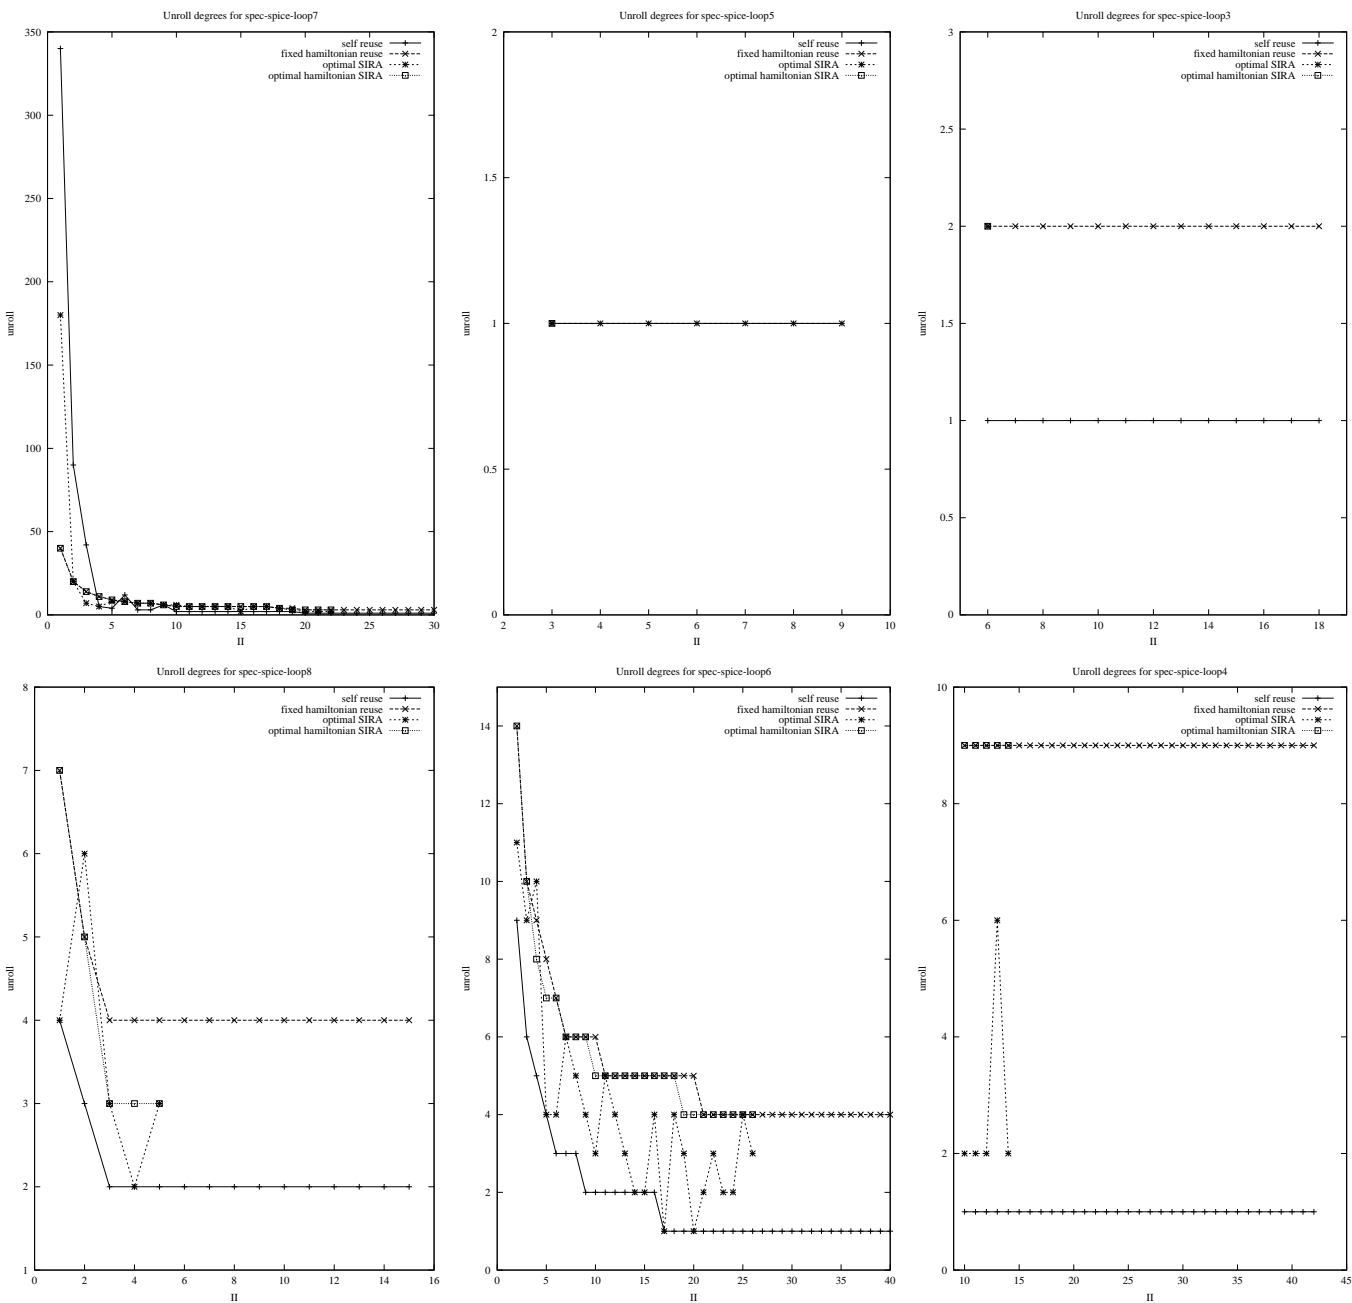 Unroll degrees for spec-spice-loop7
self reuse
fixed hamiltonian reuse
optimal SIRA
optimal hamiltonian SIRA
350
300
250
200
150
100
50
0
unroll
0 5 10 15 20 25 30
II
Unroll degrees for spec-spice-loop5
self reuse
fixed hamiltonian reuse
optimal SIRA
optimal hamiltonian SIRA
2
1.5
1
0.5
0
unroll
2 3 4 5 6 7 8 9 10
II
Unroll degrees for spec-spice-loop3
self reuse
fixed hamiltonian reuse
optimal SIRA
optimal hamiltonian SIRA
3
2.5
2
1.5
1
0.5
0
unroll
6 8 10 12 14 16 18
II
Unroll degrees for spec-spice-loop8
self reuse
fixed hamiltonian reuse
optimal SIRA
optimal hamiltonian SIRA
8
7
6
5
4
3
2
1
unroll
0 2 4 6 8 10 12 14 16
II
Unroll degrees for spec-spice-loop6
self reuse
fixed hamiltonian reuse
optimal SIRA
optimal hamiltonian SIRA
14
12
10
8
6
4
2
0
unroll
0 5 10 15 20 25 30 35 40
II
Unroll degrees for spec-spice-loop4
self reuse
fixed hamiltonian reuse
optimal SIRA
optimal hamiltonian SIRA
10
8
6
4
2
0
unroll
10 15 20 25 30 35 40 45
II